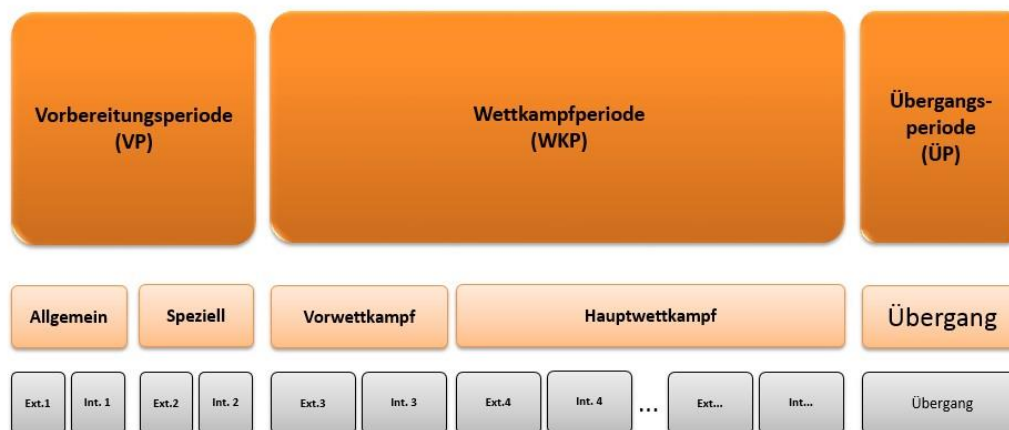 Vorbereitungsperiode
(VP)
Wettkampfperiode
(WKP)
Übergangs-
periode
(ÜP)
Allgemein
Speziell
Vorwettkampf
Hauptwettkampf
Übergang
Ext.1
Int. 1
Ext.2
Int. 2
Ext.3
Int. 3
Ext.4
Int. 4
...
Ext...
Int...
Übergang